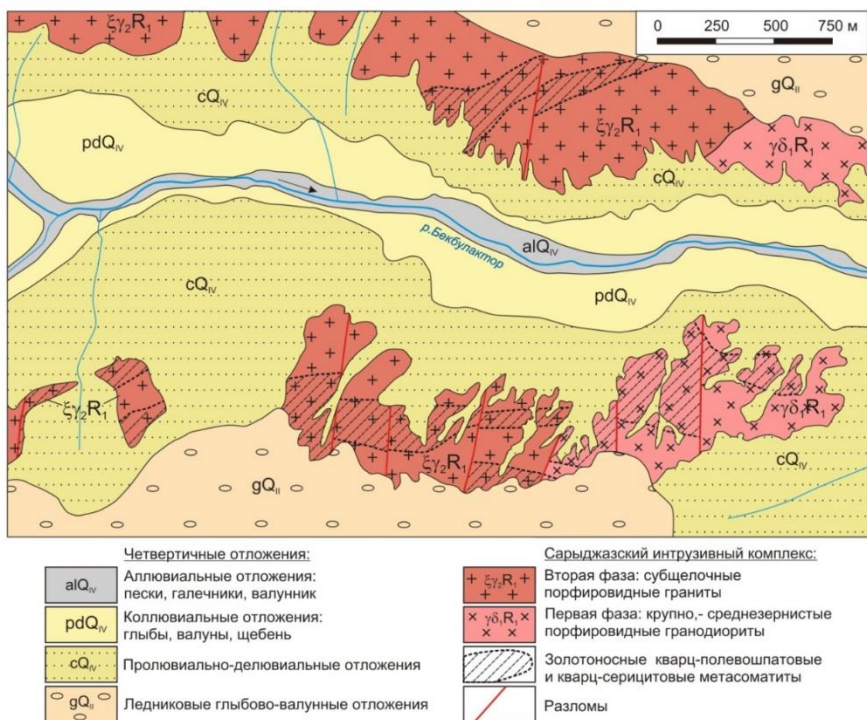 ξγ₂R₁
0 250 500 750 м
gQII
cQIV
ξγ₂R₁
pdQIV
γδ₁R₁
cQIV
alQIV
р.Бекбулактор
cQIV
pdQIV
ξγ₂R₁
γδ₁R₁
ξγ₂R₁
cQIV
gQII
Четвертичные отложения:
alQIV
Аллювиальные отложения:
пески, галечники, валунник
pdQIV
Коллювиальные отложения:
глыбы, валуны, щебень
cQIV
Пролювиально-делювиальные отложения
gQII
Ледниковые глыбово-валунные отложения
Сарыджазский интрузивный комплекс:
ξγ₂R₁
Вторая фаза: субщелочные
порфировидные граниты
γδ₁R₁
Первая фаза: крупно,- среднезернистые
порфировидные гранодиориты
Золотоносные кварц-полевошпатовые
и кварц-серицитовые метасоматиты
Разломы